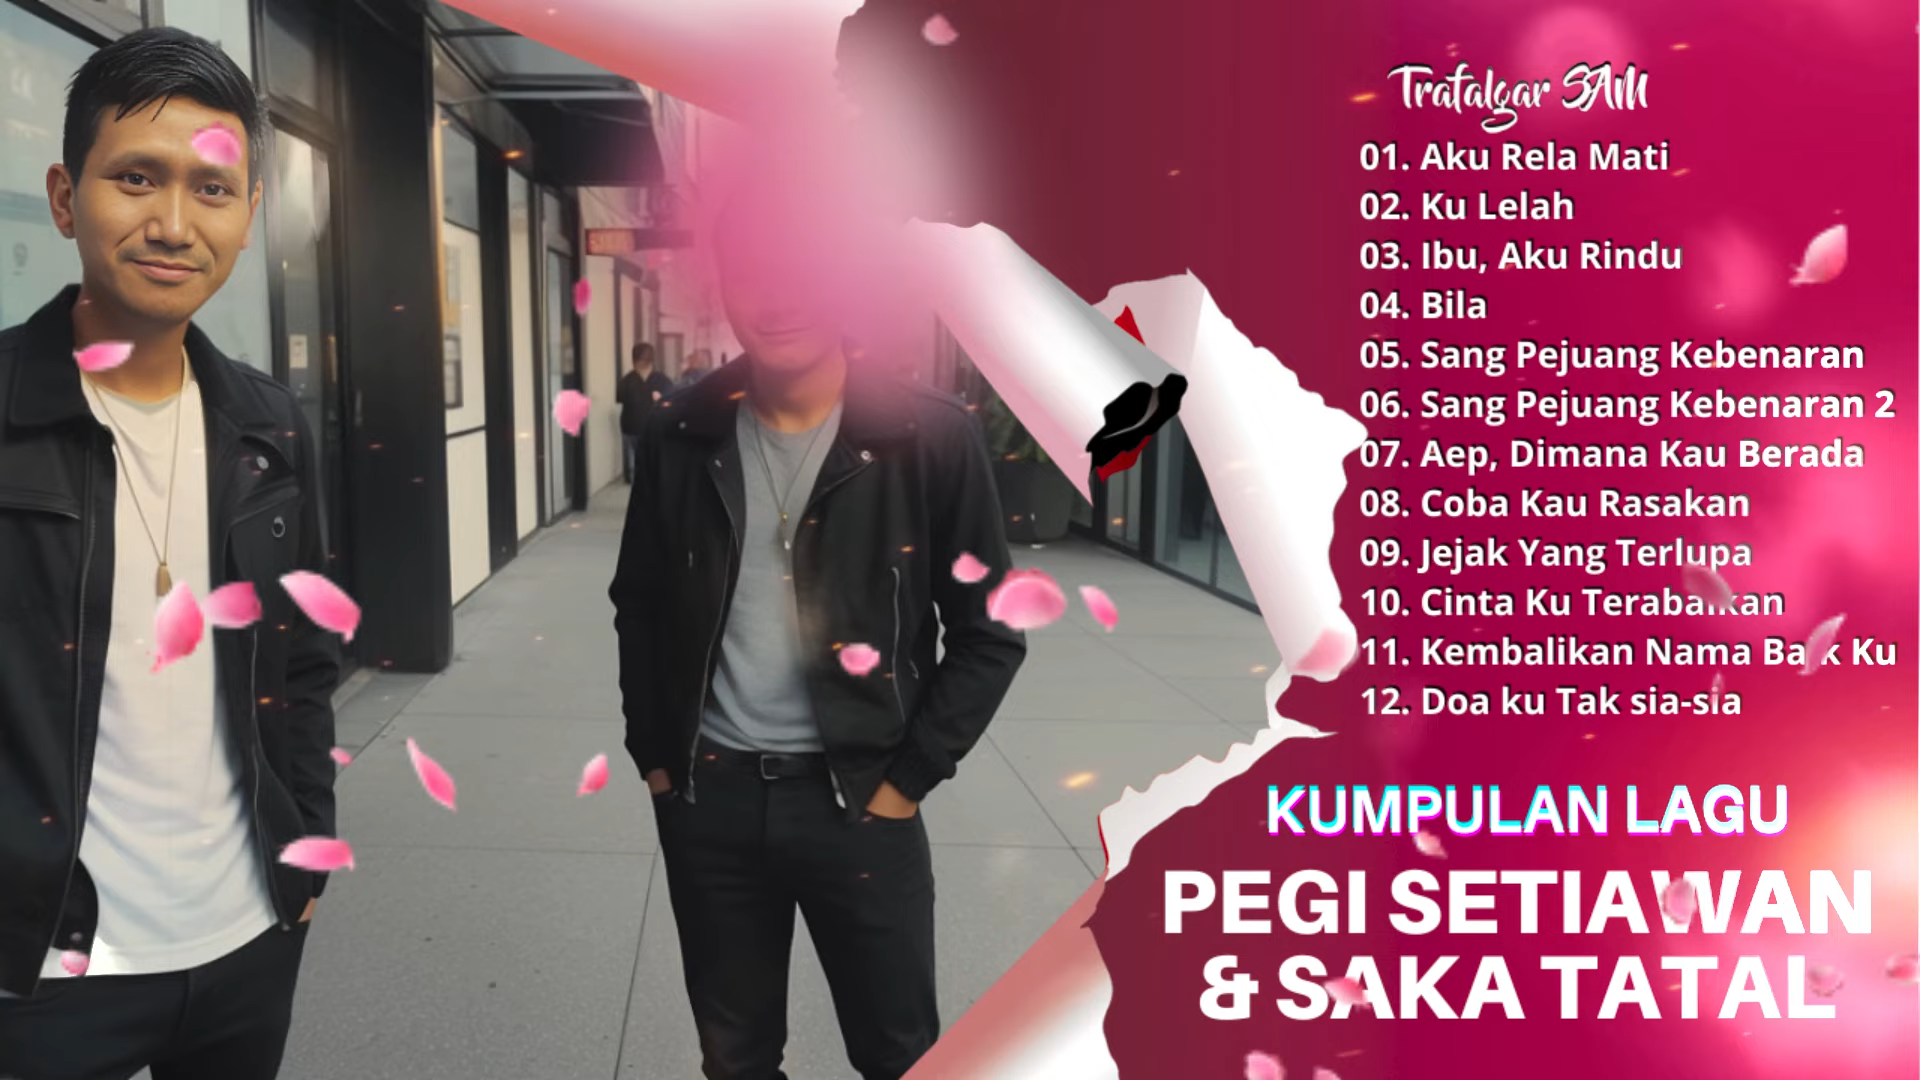 Trafalgar SAM
01. Aku Rela Mati
02. Ku Lelah
03. Ibu, Aku Rindu
04. Bila
05. Sang Pejuang Kebenaran
06. Sang Pejuang Kebenaran 2
07. Aep, Dimana Kau Berada
08. Coba Kau Rasakan
09. Jejak Yang Terlupa
10. Cinta Ku Terabaikan
11. Kembalikan Nama Baik Ku
12. Doa ku Tak sia-sia
KUMPULAN LAGU
PEGI SETIAWAN
& SAKA TATAL